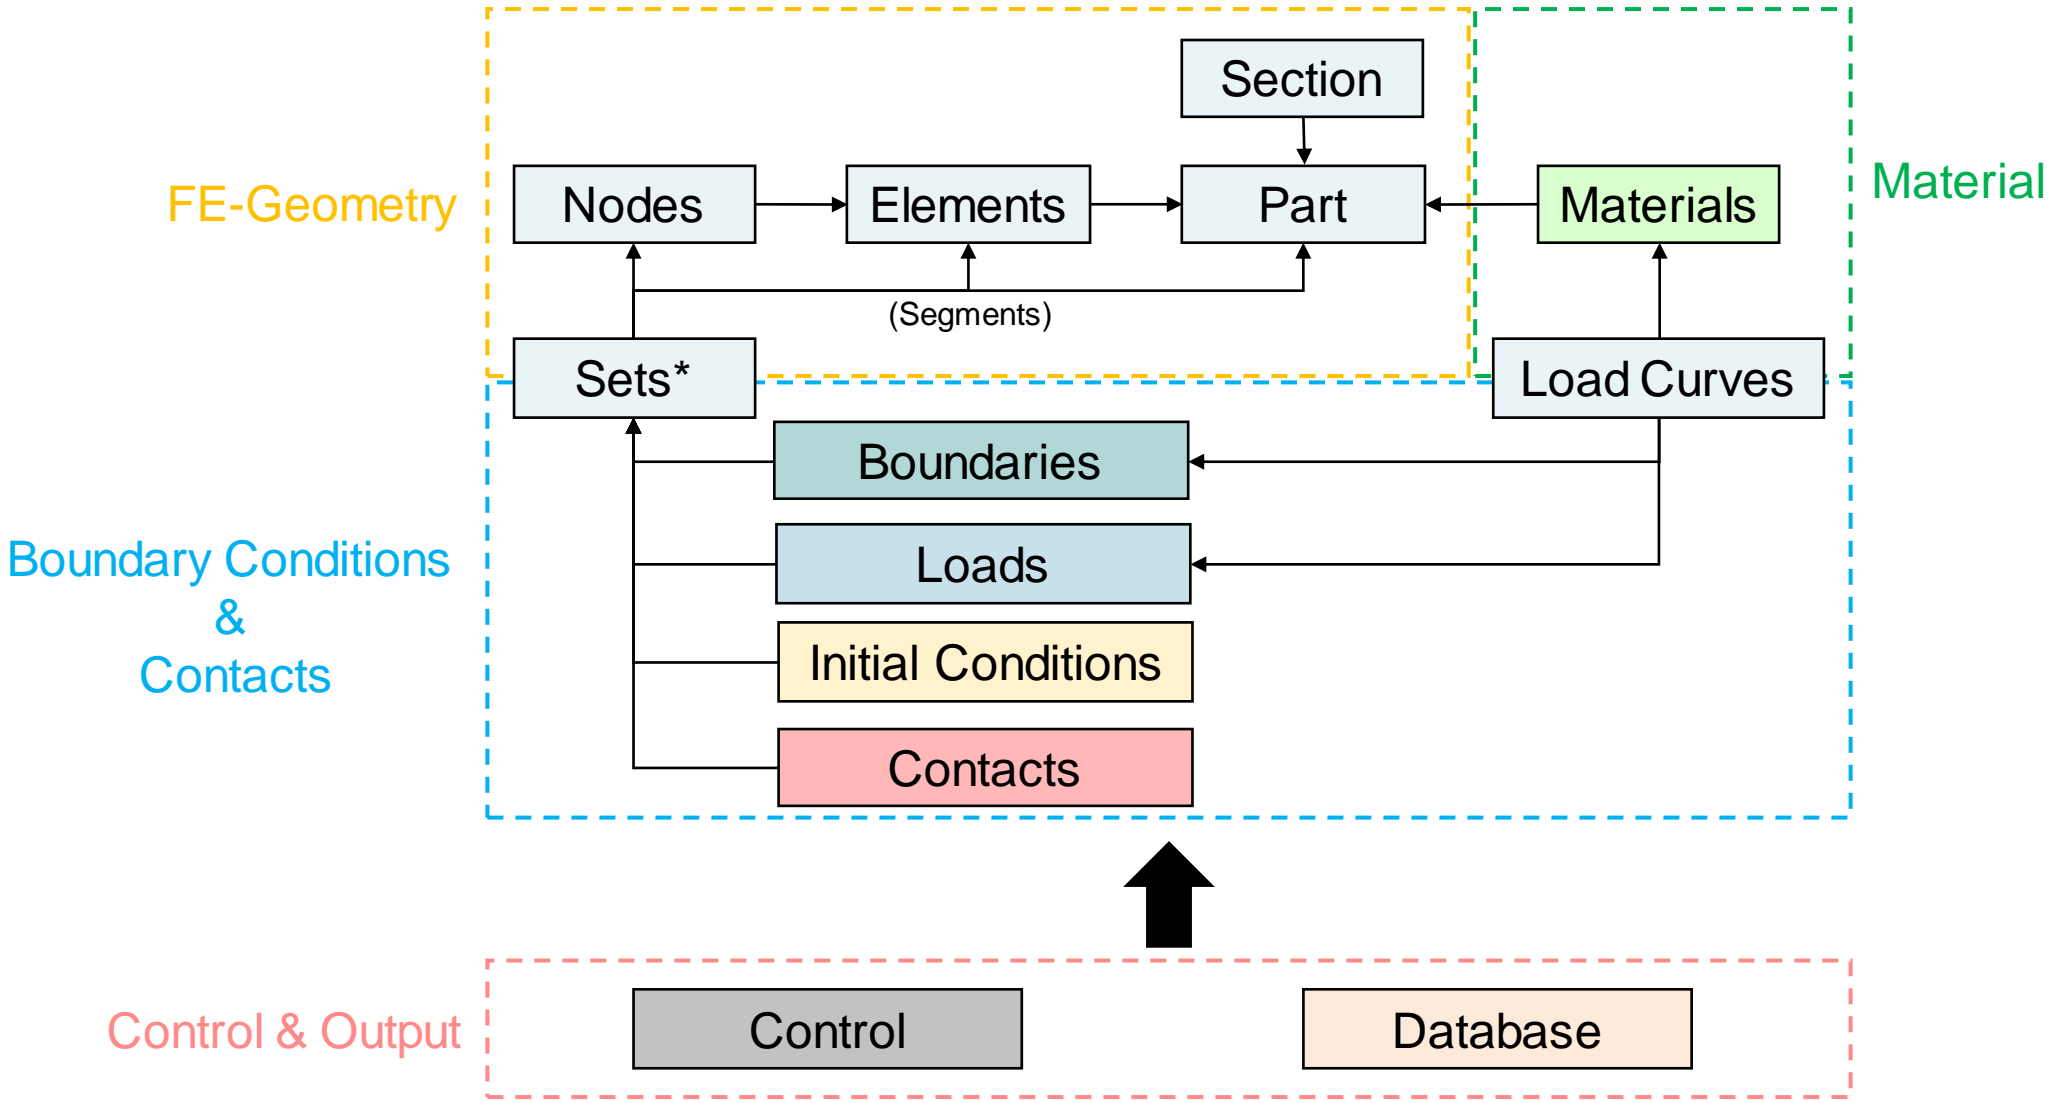 Section
FE-Geometry
Nodes
Elements
Part
Materials
Material
(Segments)
Sets*
Load Curves
Boundaries
Boundary Conditions
&
Contacts
Loads
Initial Conditions
Contacts
Control & Output
Control
Database